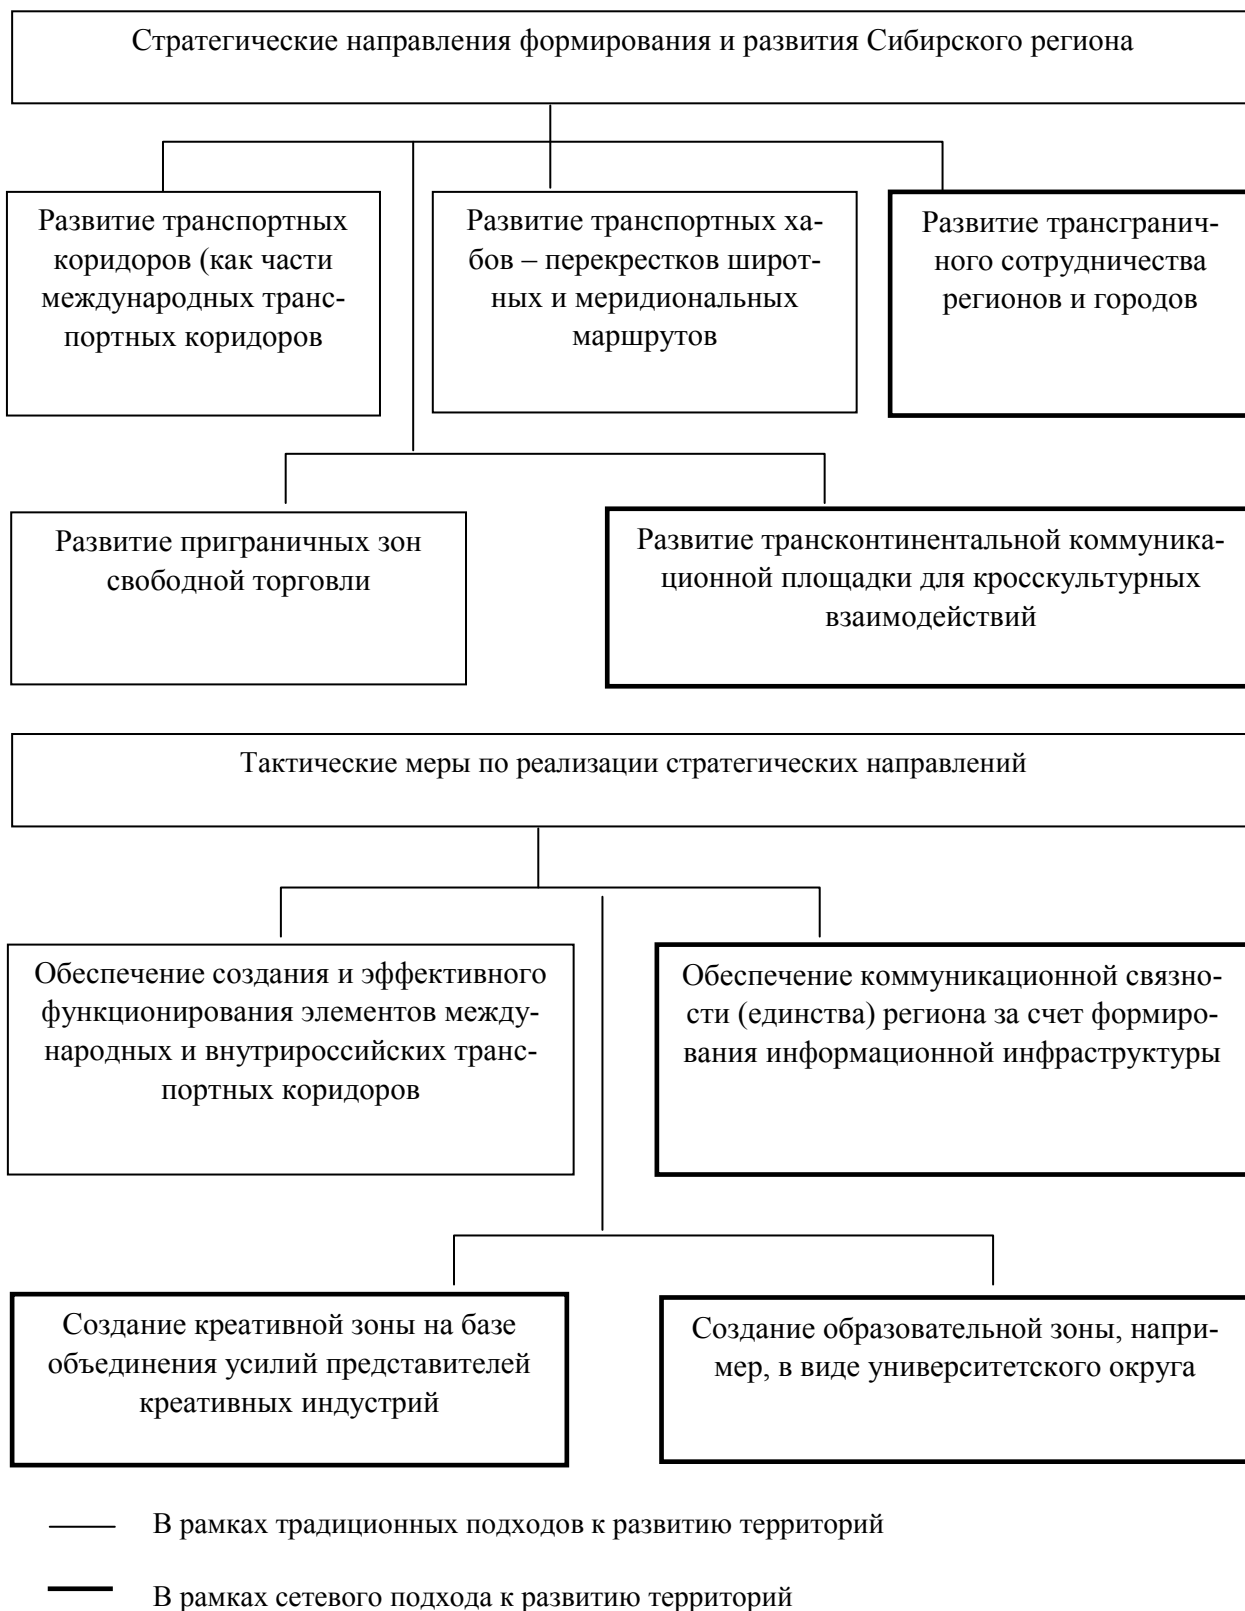 Стратегические направления формирования и развития Сибирского региона
Развитие транспортных
коридоров (как части
международных транс-
портных коридоров
Развитие транспортных ха-
бов – перекрестков широт-
ных и меридиональных
маршрутов
Развитие трансгранич-
ного сотрудничества
регионов и городов
Развитие приграничных зон
свободной торговли
Развитие трансконтинентальной коммуника-
ционной площадки для кросскультурных
взаимодействий
Тактические меры по реализации стратегических направлений
Обеспечение создания и эффективного
функционирования элементов между-
народных и внутрироссийских транс-
портных коридоров
Обеспечение коммуникационной связно-
сти (единства) региона за счет формиро-
вания информационной инфраструктуры
Создание креативной зоны на базе
объединения усилий представителей
креативных индустрий
Создание образовательной зоны, напри-
мер, в виде университетского округа
В рамках традиционных подходов к развитию территорий
В рамках сетевого подхода к развитию территорий